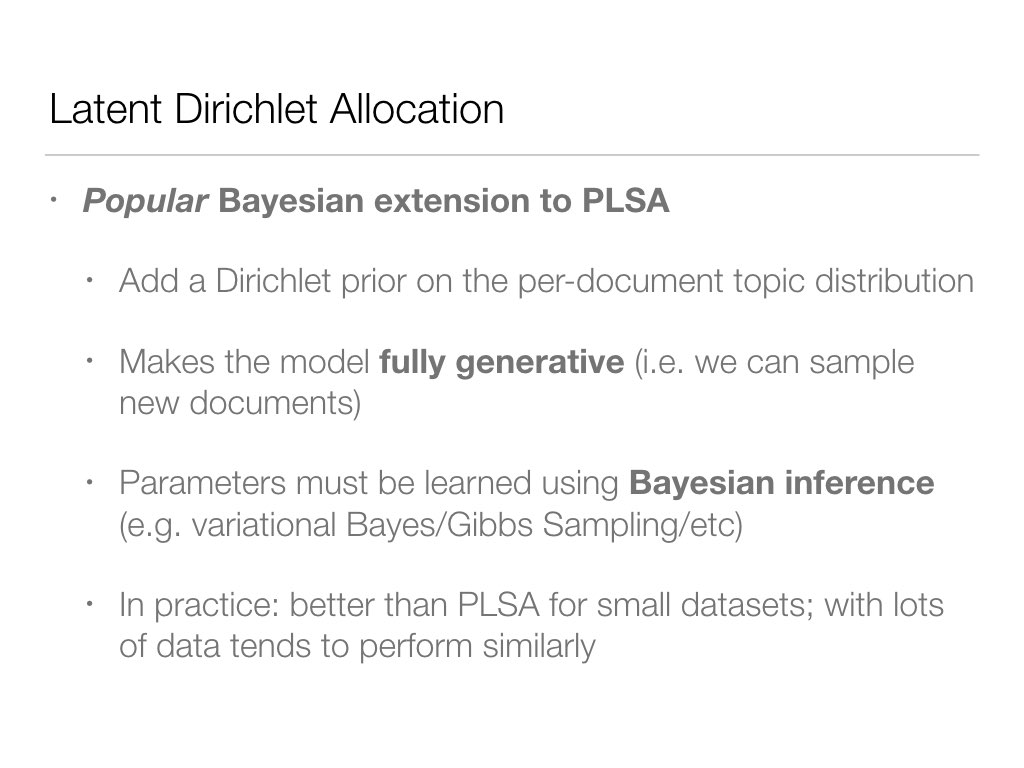 Latent Dirichlet Allocation
• Popular Bayesian extension to PLSA
• Add a Dirichlet prior on the per-document topic distribution
• Makes the model fully generative (i.e. we can sample
new documents)
• Parameters must be learned using Bayesian inference
(e.g. variational Bayes/Gibbs Sampling/etc)
• In practice: better than PLSA for small datasets; with lots
of data tends to perform similarly